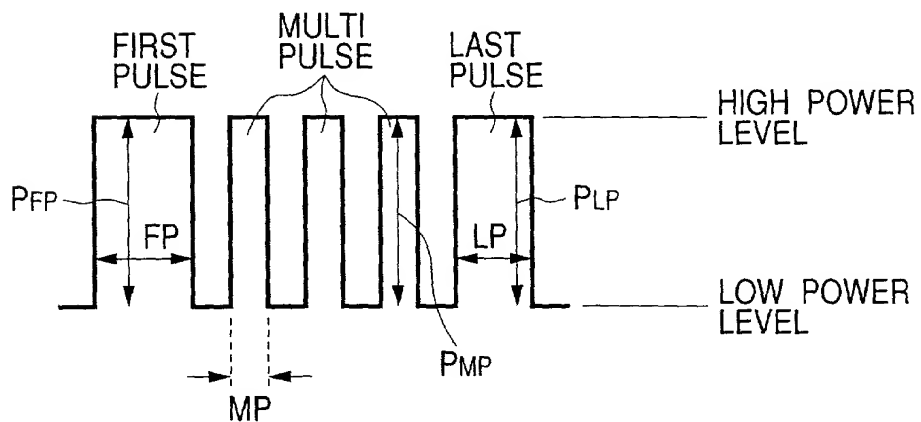 FIRST
PULSE
MULTI
PULSE
LAST
PULSE
HIGH POWER
LEVEL
PFP
FP
LP
PLP
LOW POWER
LEVEL
PMP
MP